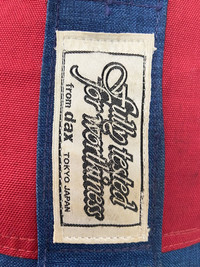 Fully tested
for worthiness
from dax
TOKYO JAPAN